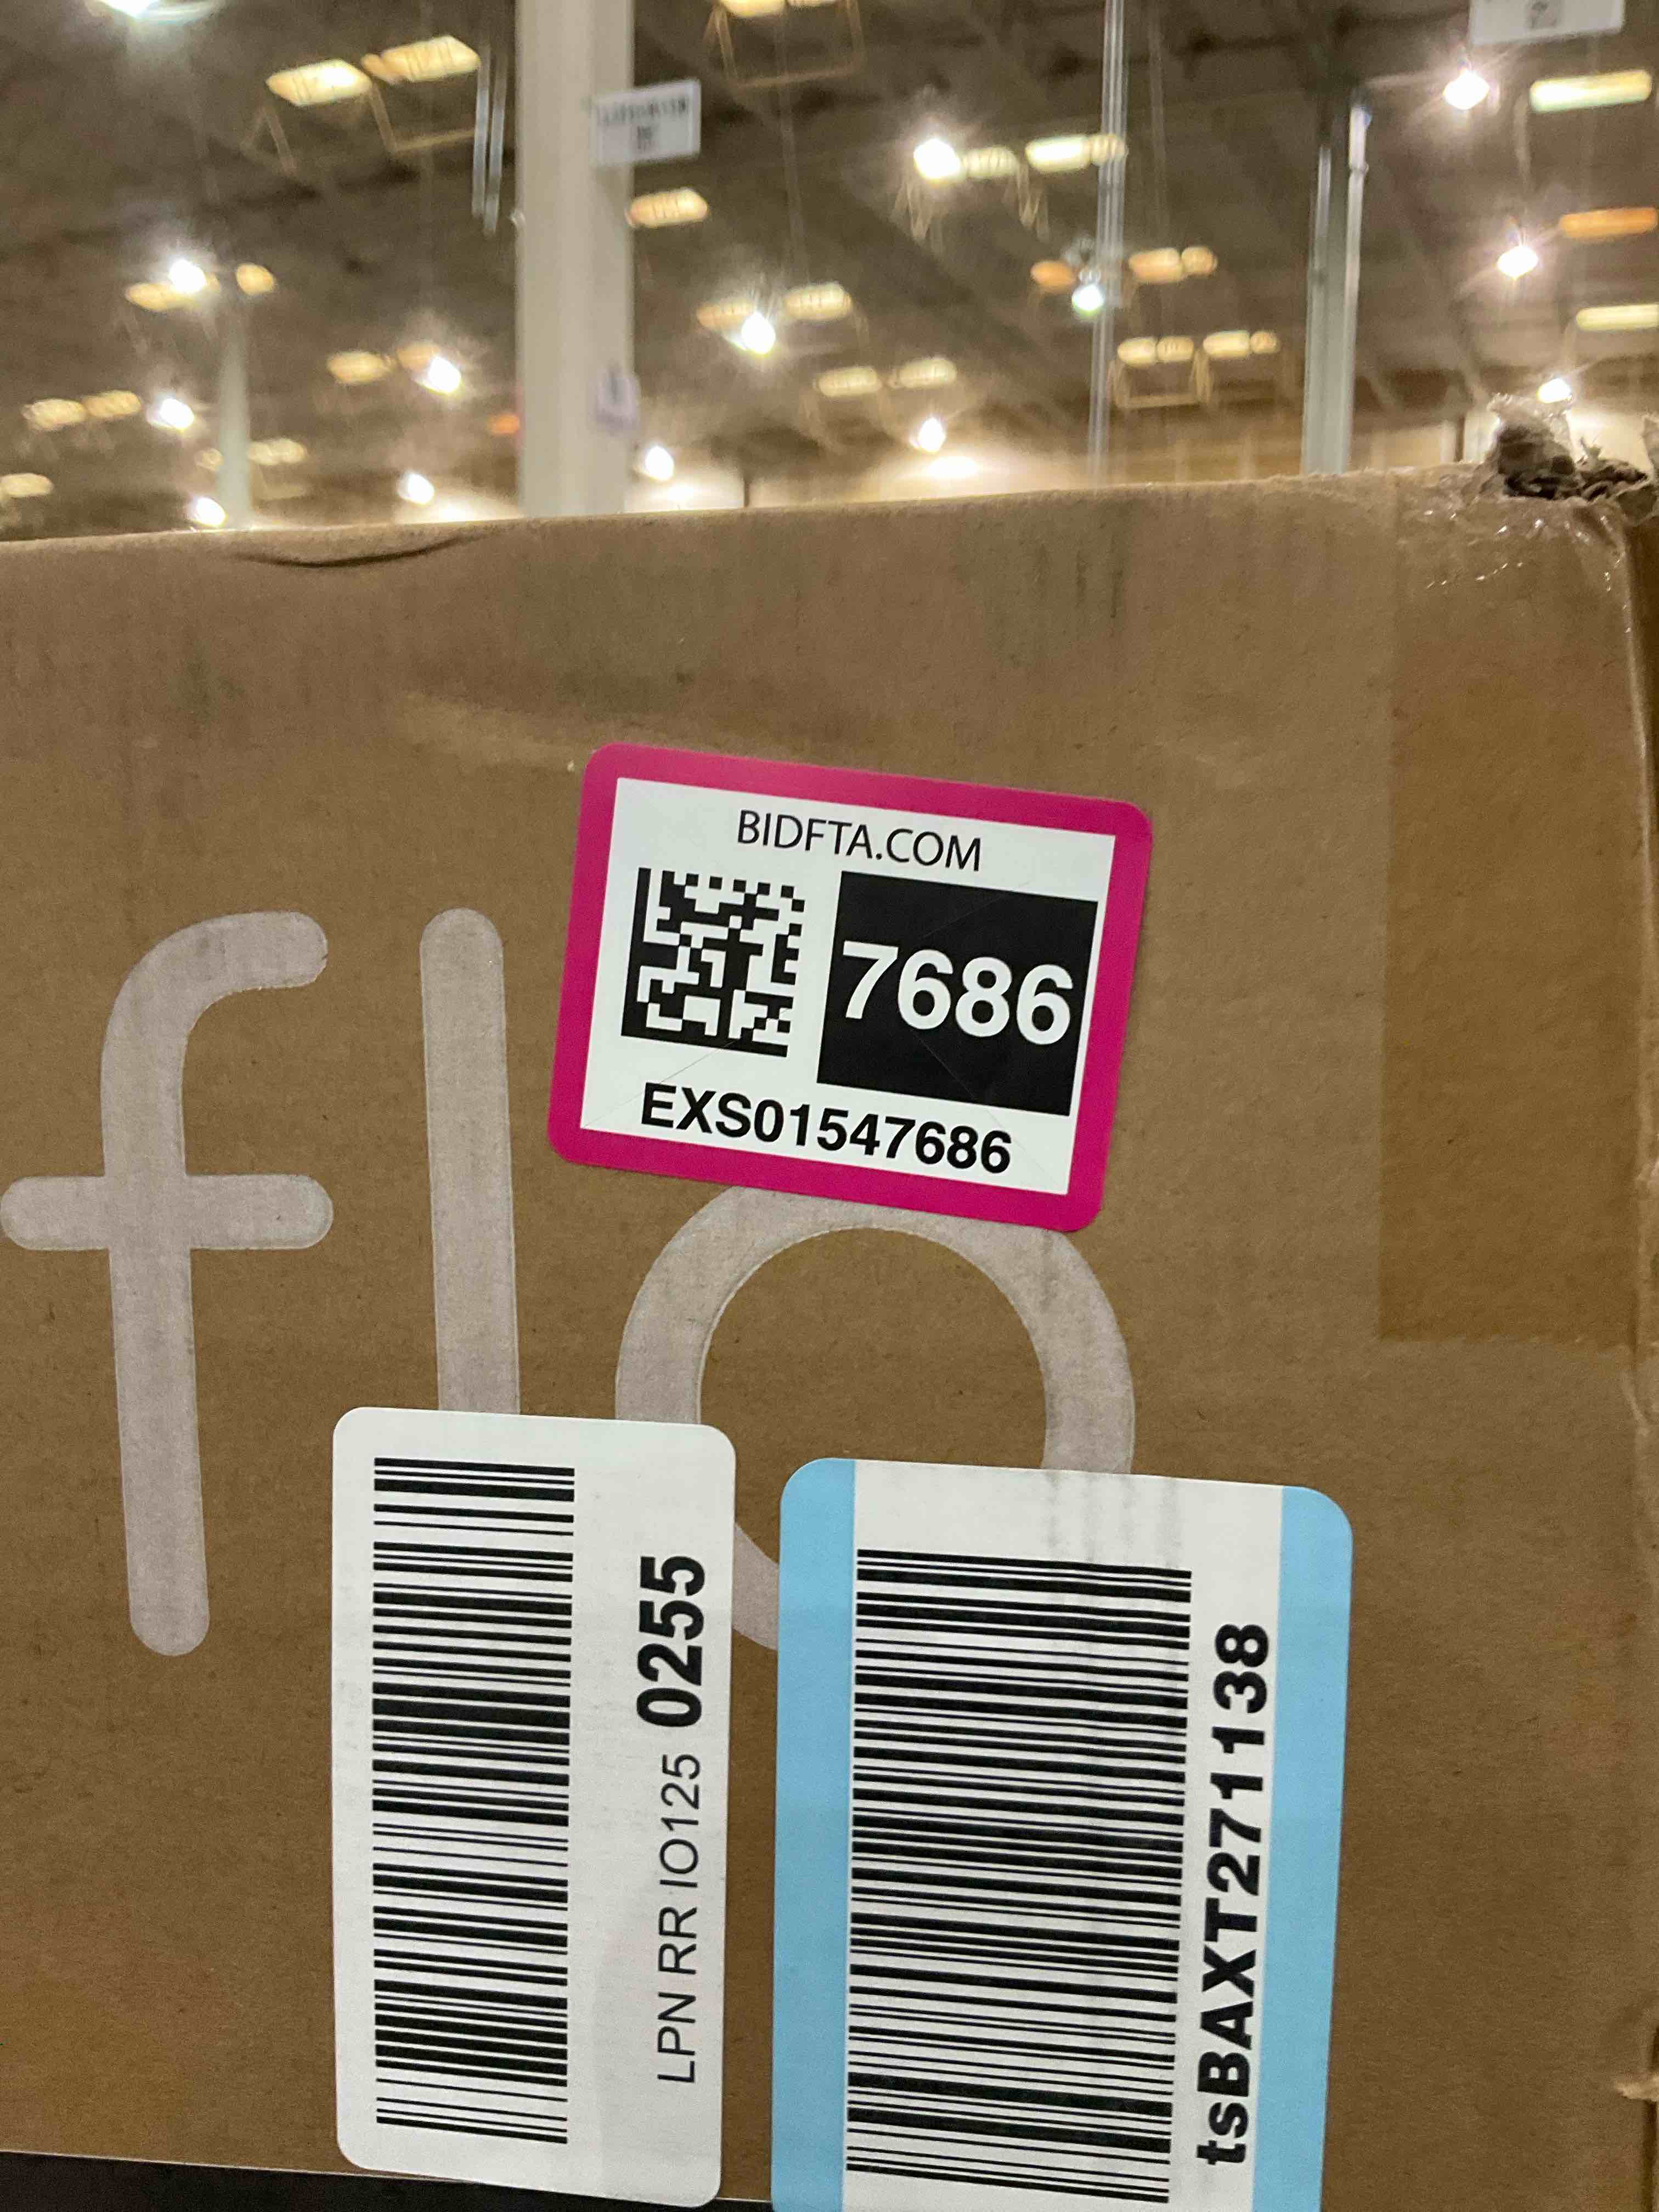 BIDFTA.COM
7686
EXS01547686
flo
LPN RR IO125 0255
tsBAXT271138